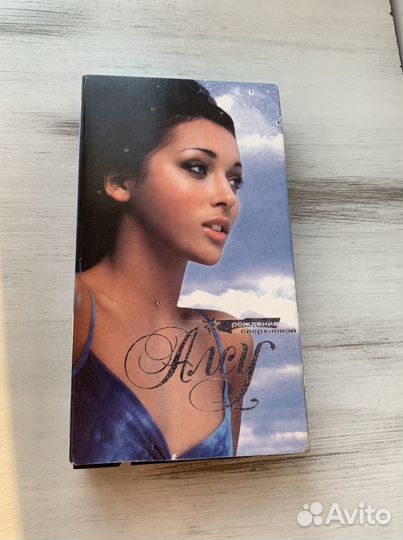 рождение
сверхновой
Алсу
Avito